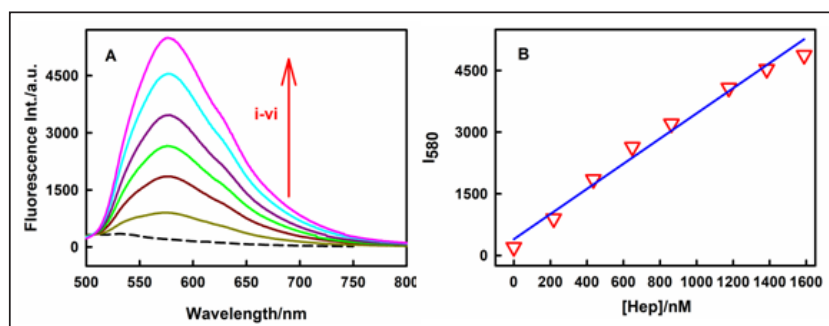 A
i-vi
Fluorescence Int./a.u.
4500
3000
1500
0
500 550 600 650 700 750 800
Wavelength/nm
B
I580
4500
3000
1500
0
0 200 400 600 800 1000 1200 1400 1600
[Hep]/nM